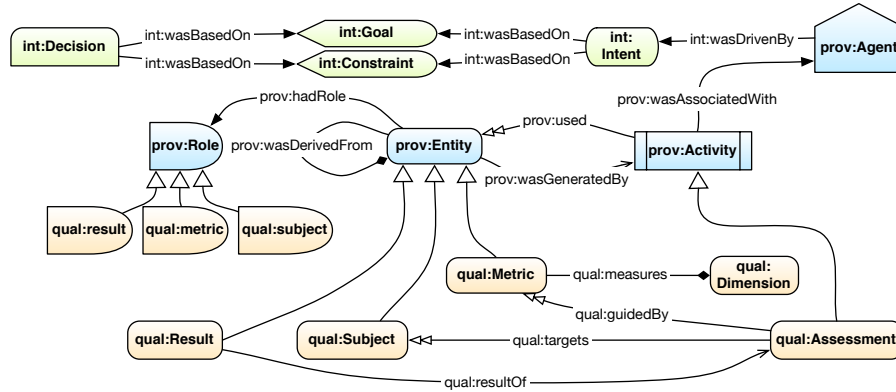 int:Decision
int:wasBasedOn
int:Goal
int:wasBasedOn
int:
Intent
int:wasDrivenBy
prov:Agent
int:wasBasedOn
int:Constraint
int:wasBasedOn
prov:wasAssociatedWith
prov:hadRole
prov:Role
prov:wasDerivedFrom
prov:Entity
prov:used
prov:Activity
prov:wasGeneratedBy
qual:result
qual:metric
qual:subject
qual:Metric
qual:measures
qual:
Dimension
qual:guidedBy
qual:Result
qual:Subject
qual:targets
qual:Assessment
qual:resultOf